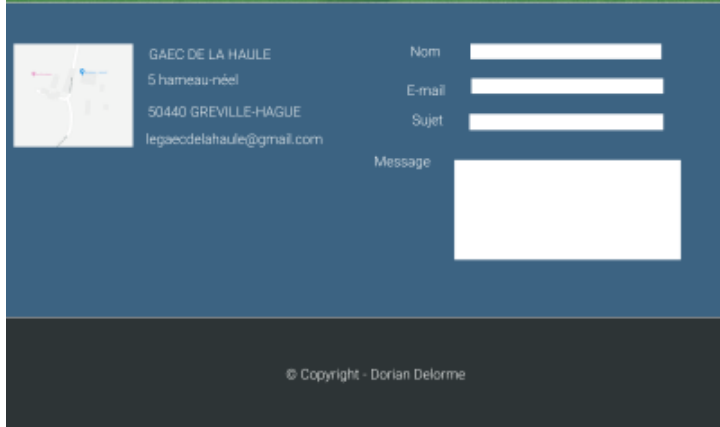 GAEC DE LA HAULE
5 hameau-néel
50440 GREVILLE-HAGUE
legaecdelahaule@gmail.com
Nom
E-mail
Sujet
Message
© Copyright - Dorian Delorme